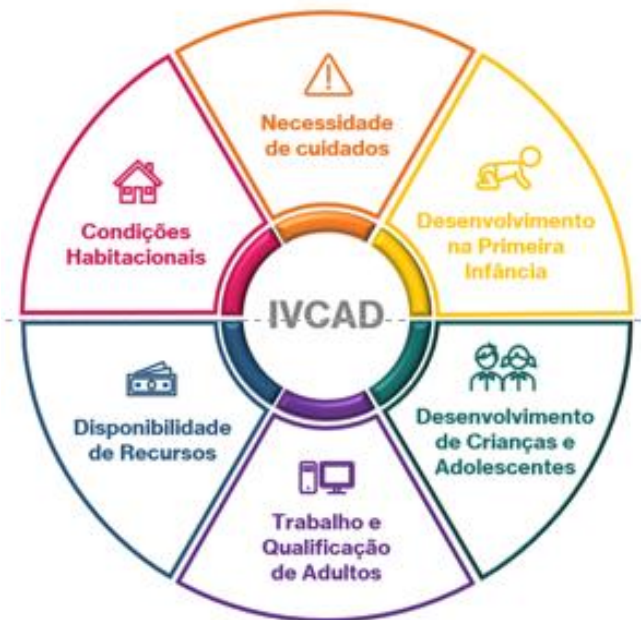 Necessidade
de cuidados
Desenvolvimento
na Primeira
Infância
Condições
Habitacionais
IVCAD
Disponibilidade
de Recursos
Desenvolvimento
de Crianças e
Adolescentes
Trabalho e
Qualificação
de Adultos